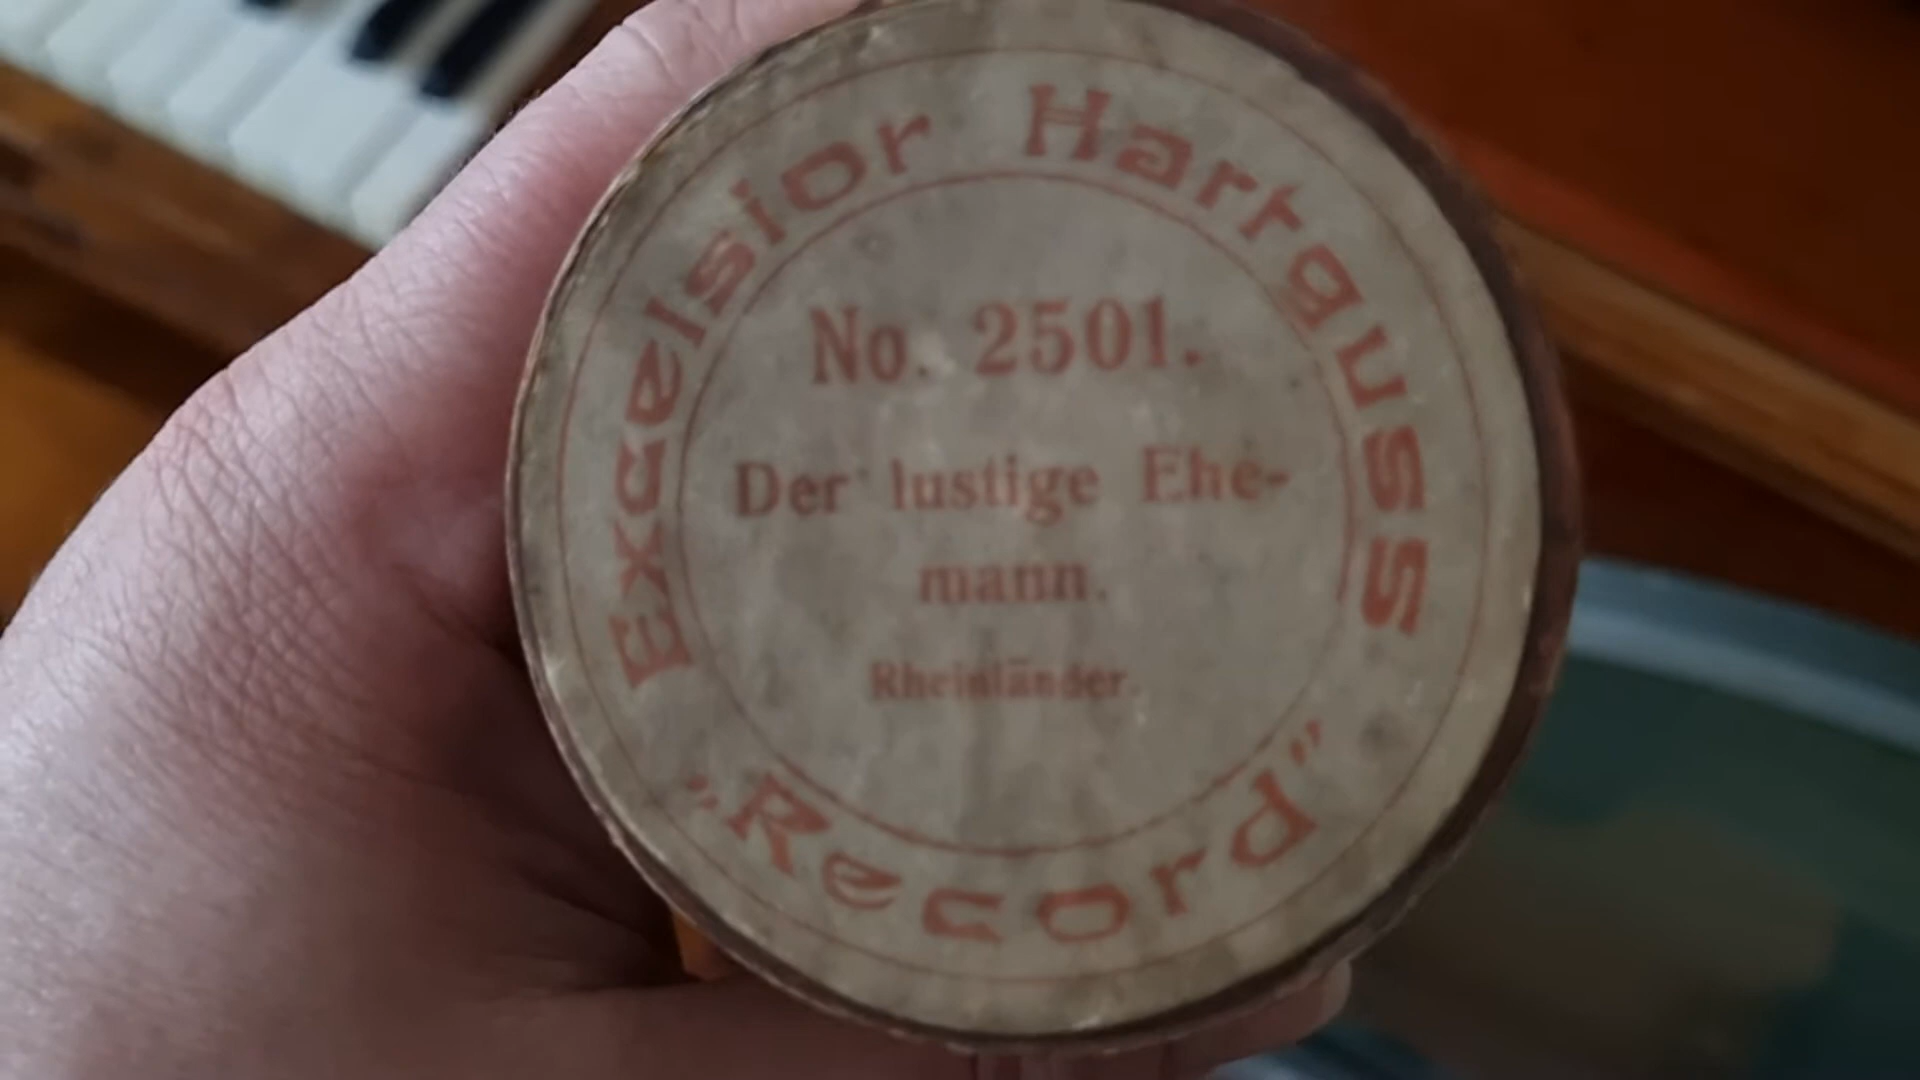 Excelsior Hartguss
No. 2501.
Der lustige Ehe-
mann.
Rheinländer.
„Record”